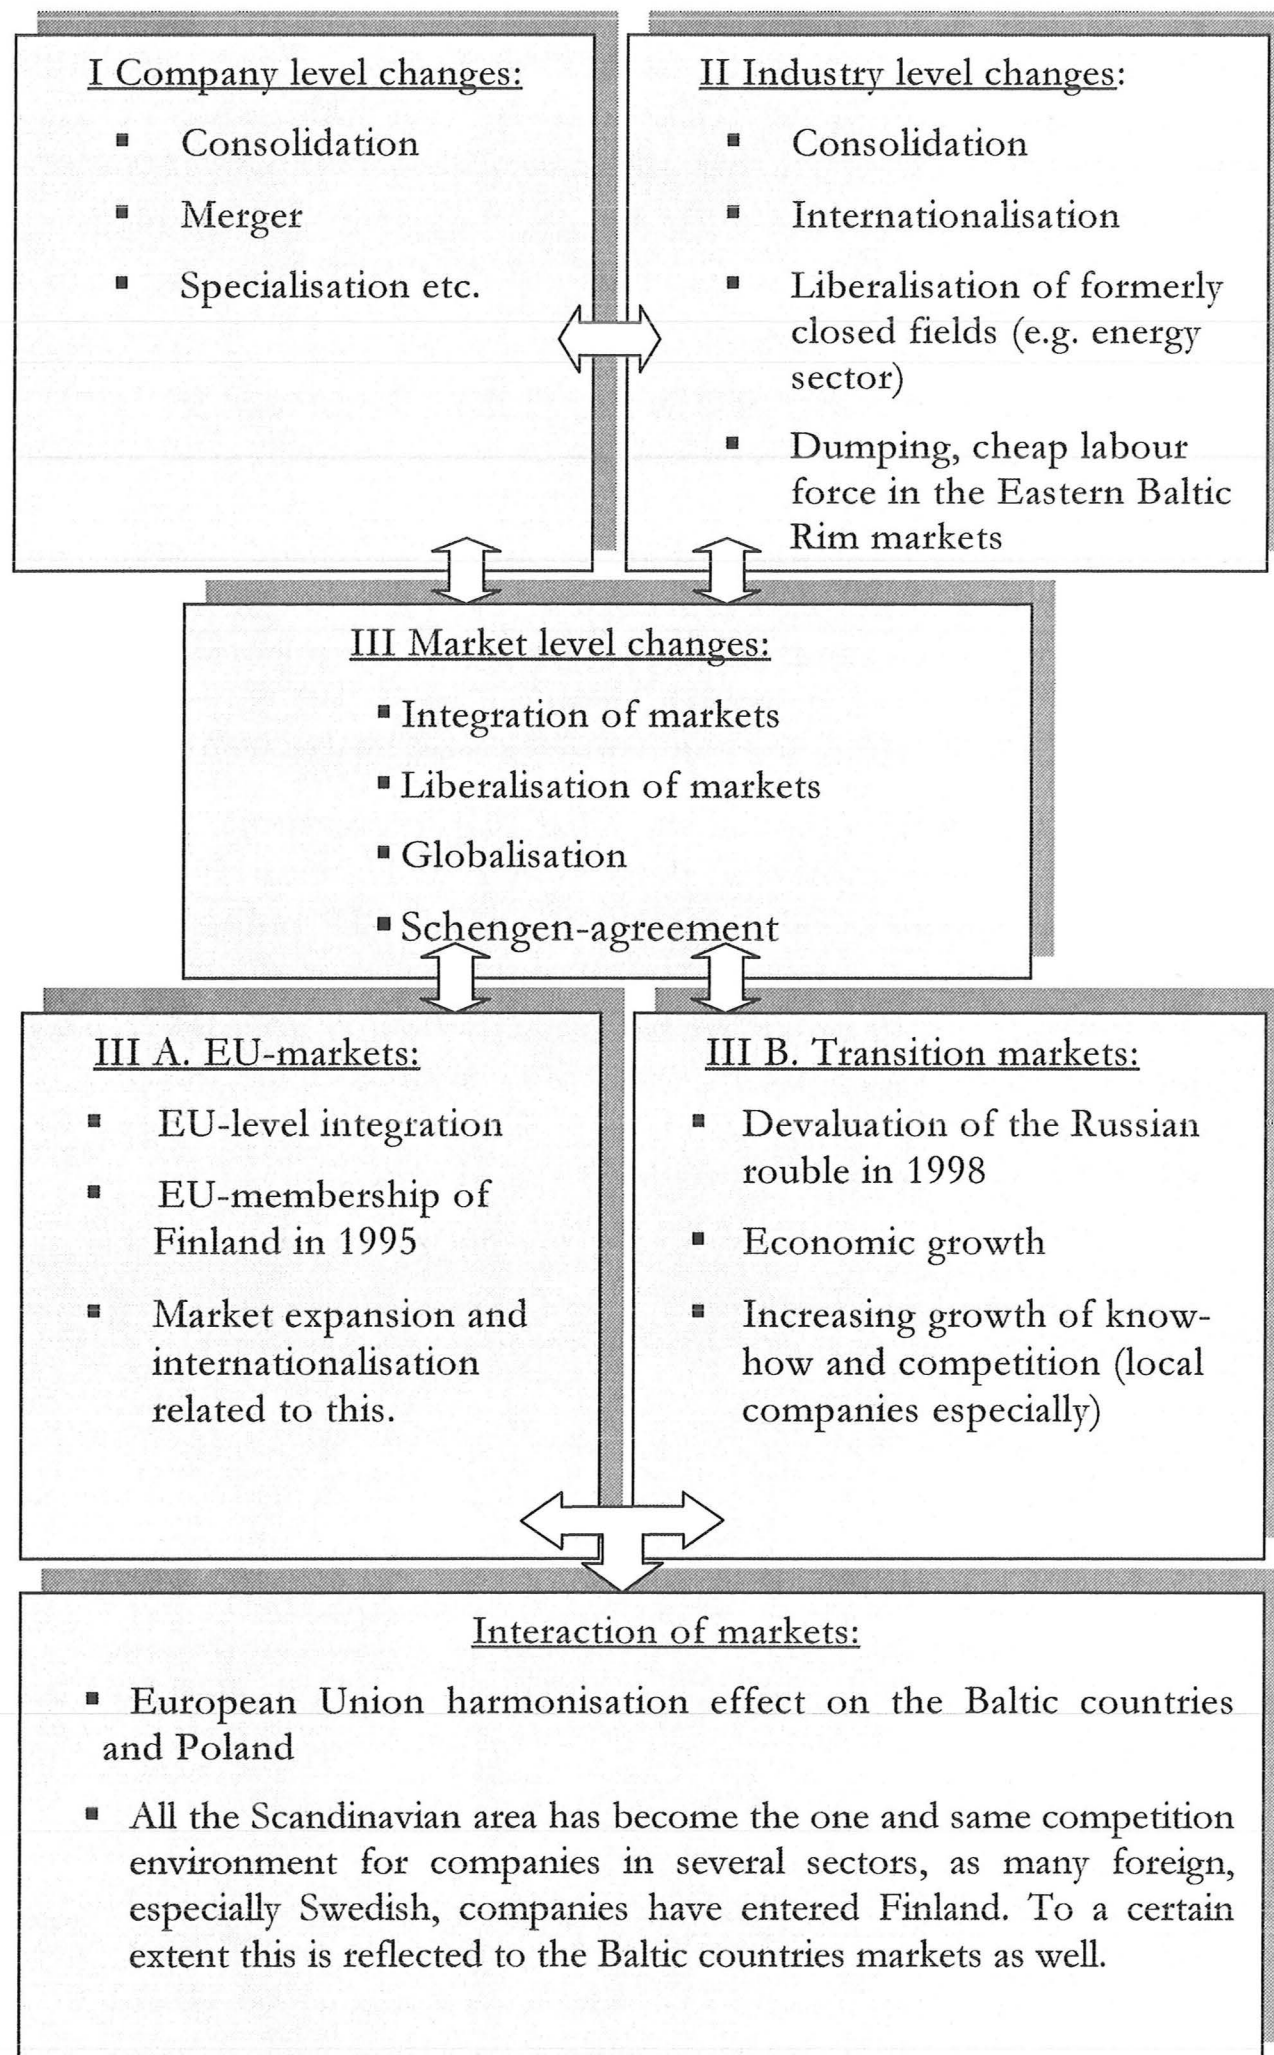 I Company level changes:
▪ Consolidation
▪ Merger
▪ Specialisation etc.
II Industry level changes:
▪ Consolidation
▪ Internationalisation
▪ Liberalisation of formerly
closed fields (e.g. energy
sector)
▪ Dumping, cheap labour
force in the Eastern Baltic
Rim markets
III Market level changes:
▪ Integration of markets
▪ Liberalisation of markets
▪ Globalisation
▪ Schengen-agreement
III A. EU-markets:
▪ EU-level integration
▪ EU-membership of
Finland in 1995
▪ Market expansion and
internationalisation
related to this.
III B. Transition markets:
▪ Devaluation of the Russian
rouble in 1998
▪ Economic growth
▪ Increasing growth of know-
how and competition (local
companies especially)
Interaction of markets:
▪ European Union harmonisation effect on the Baltic countries
and Poland
▪ All the Scandinavian area has become the one and same competition
environment for companies in several sectors, as many foreign,
especially Swedish, companies have entered Finland. To a certain
extent this is reflected to the Baltic countries markets as well.